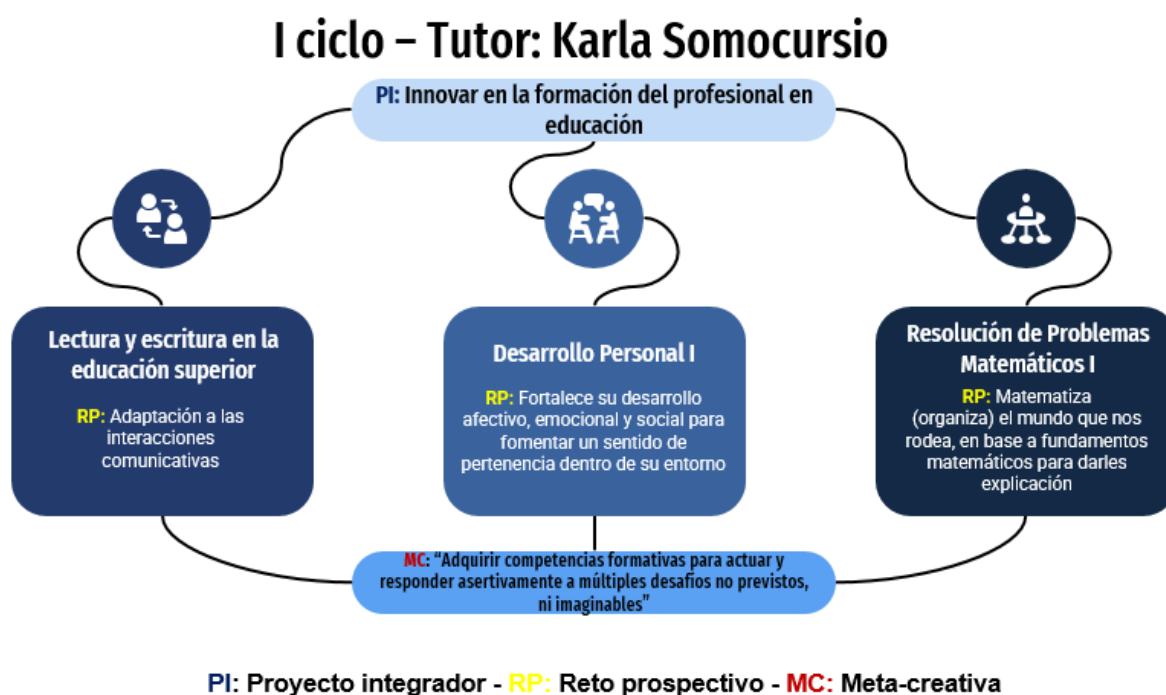 I ciclo – Tutor: Karla Somocursio
PI: Innovar en la formación del profesional en
educación
Lectura y escritura en la
educación superior
RP: Adaptación a las
interacciones
comunicativas
Desarrollo Personal I
RP: Fortalece su desarrollo
afectivo, emocional y social para
fomentar un sentido de
pertenencia dentro de su entorno
Resolución de Problemas
Matemáticos I
RP: Matematiza
(organiza) el mundo que nos
rodea, en base a fundamentos
matemáticos para darles
explicación
MC: “Adquirir competencias formativas para actuar y
responder asertivamente a múltiples desafíos no previstos,
ni imaginables”
PI: Proyecto integrador - RP: Reto prospectivo - MC: Meta-creativa